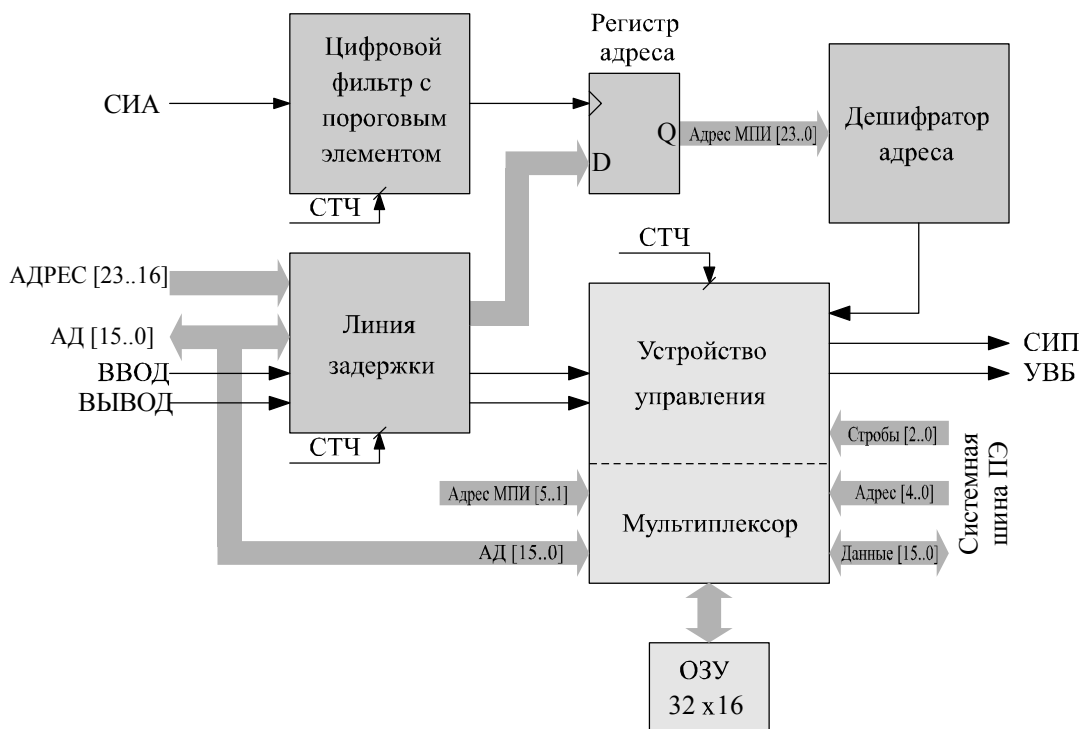 Цифровой
фильтр с
пороговым
элементом
Регистр
адреса
СИА
Q
D
Адрес МПИ [23..0]
Дешифратор
адреса
СТЧ
СТЧ
АДРЕС [23..16]
АД [15..0]
ВВОД
ВЫВОД
Линия
задержки
СТЧ
Устройство
управления
СИП
УВБ
Стробы [2..0]
Адрес МПИ [5..1]
Мультиплексор
Адрес [4..0]
АД [15..0]
Данные [15..0]
Системная
шина ПЭ
ОЗУ
32 x16